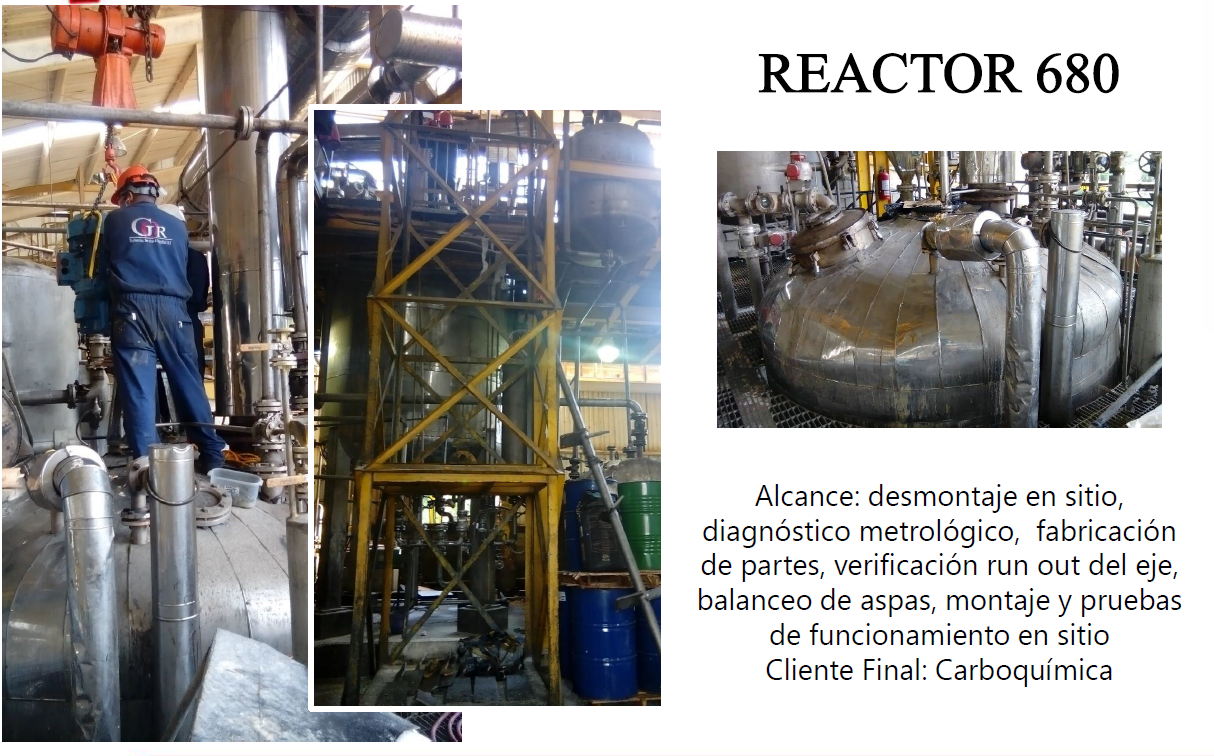 GR
REACTOR 680
Alcance: desmontaje en sitio,
diagnóstico metrológico, fabricación
de partes, verificación run out del eje,
balanceo de aspas, montaje y pruebas
de funcionamiento en sitio
Cliente Final: Carboquímica